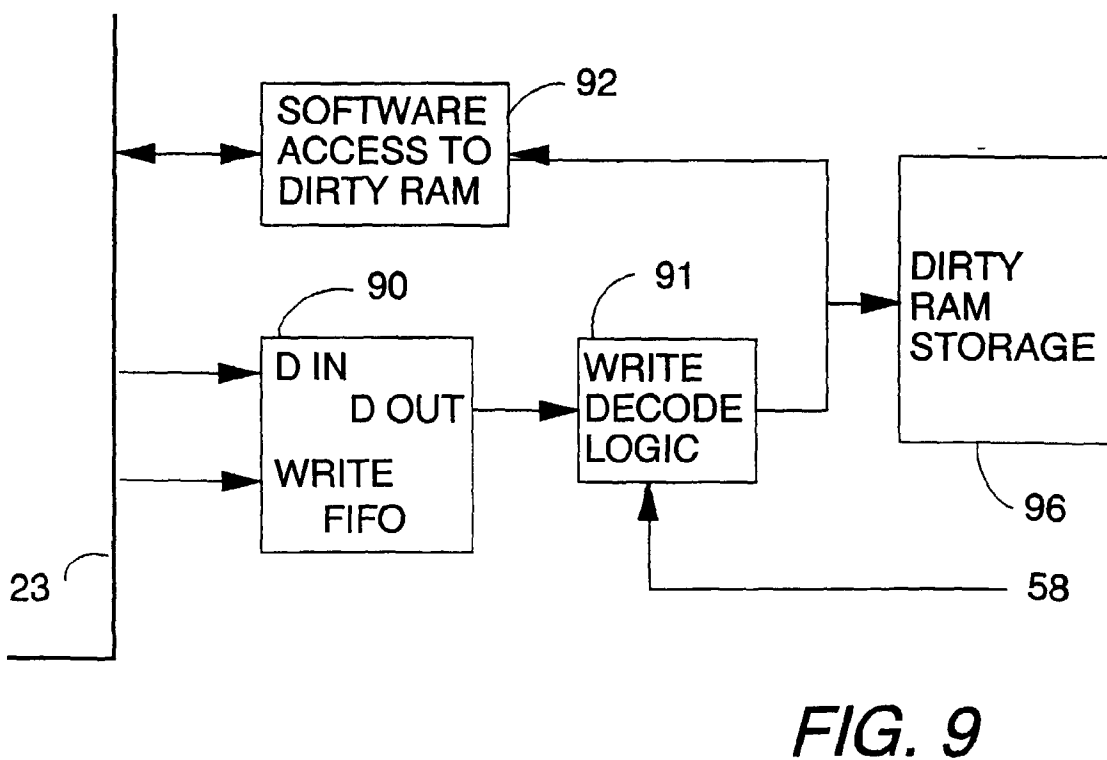 92
SOFTWARE
ACCESS TO
DIRTY RAM
90
D IN
D OUT
WRITE
FIFO
91
WRITE
DECODE
LOGIC
DIRTY
RAM
STORAGE
96
23
58
FIG. 9